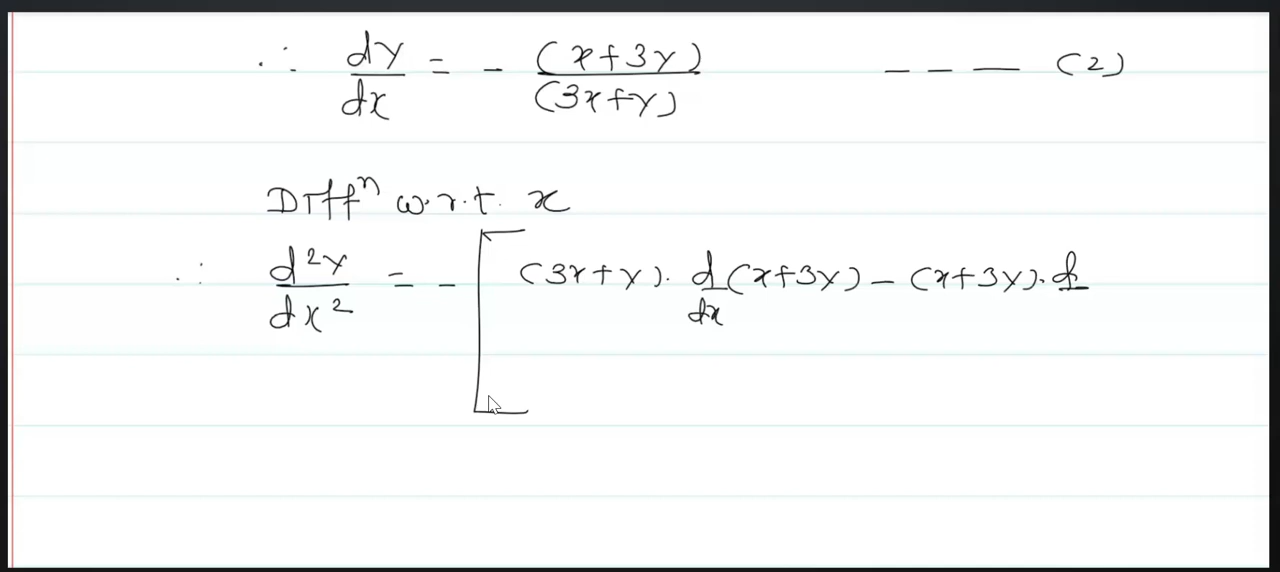 ∴ dy/dx = - (x+3y)/(3x+y) --- (2)
Diffⁿ w.r.t. x
∴ d²y/dx² = - [ (3x+y). d/dx (x+3y) - (x+3y). d